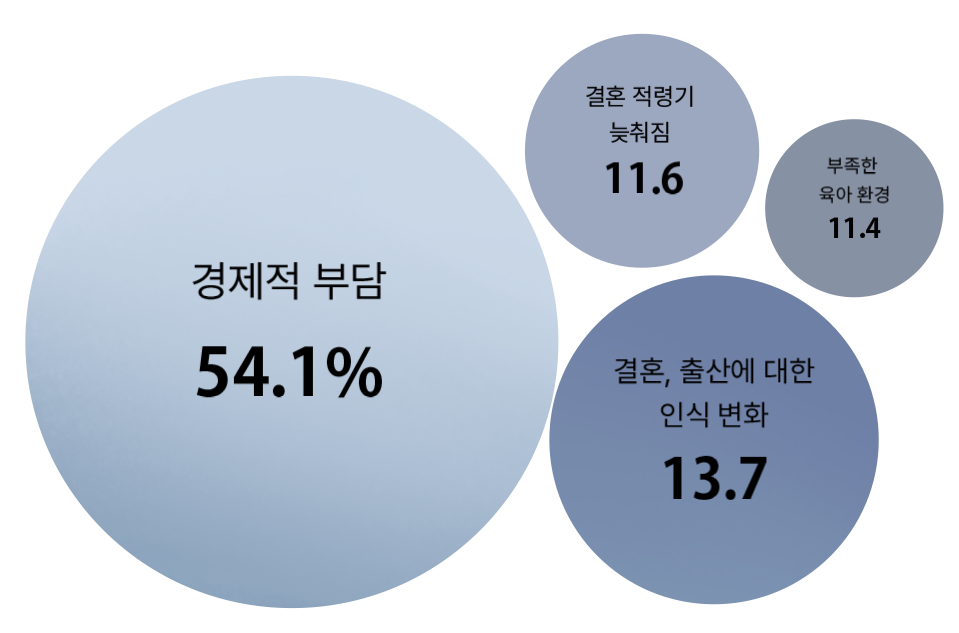 경제적 부담
54.1%
결혼 적령기
늦춰짐
11.6
부족한
육아 환경
11.4
결혼, 출산에 대한
인식 변화
13.7